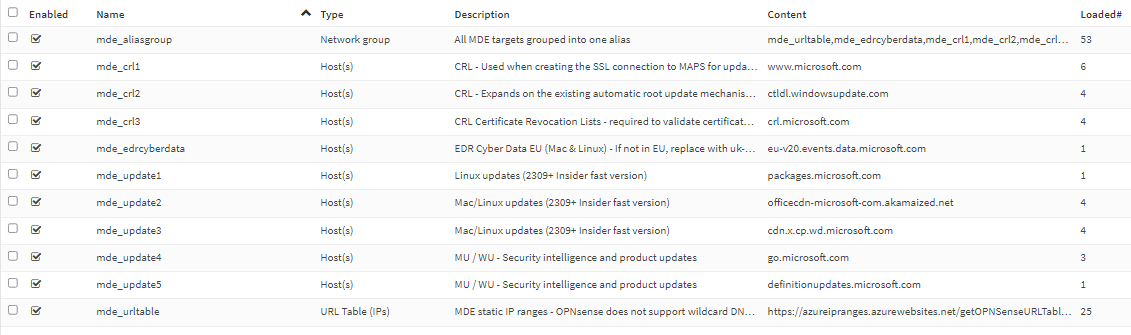 Enabled Name Type Description Content Loaded#
mde_aliasgroup Network group All MDE targets grouped into one alias mde_urltable,mde_edrcyberdata,mde_crl1,mde_crl2,mde_crl... 53
mde_crl1 Host(s) CRL - Used when creating the SSL connection to MAPS for upda... www.microsoft.com 6
mde_crl2 Host(s) CRL - Expands on the existing automatic root update mechanis... ctldl.windowsupdate.com 4
mde_crl3 Host(s) CRL Certificate Revocation Lists - required to validate certificat... crl.microsoft.com 4
mde_edrcyberdata Host(s) EDR Cyber Data EU (Mac & Linux) - If not in EU, replace with uk-... eu-v20.events.data.microsoft.com 1
mde_update1 Host(s) Linux updates (2309+ Insider fast version) packages.microsoft.com 1
mde_update2 Host(s) Mac/Linux updates (2309+ Insider fast version) officecdn-microsoft-com.akamaized.net 4
mde_update3 Host(s) Mac/Linux updates (2309+ Insider fast version) cdn.x.cp.wd.microsoft.com 4
mde_update4 Host(s) MU / WU - Security intelligence and product updates go.microsoft.com 3
mde_update5 Host(s) MU / WU - Security intelligence and product updates definitionupdates.microsoft.com 1
mde_urltable URL Table (IPs) MDE static IP ranges - OPNsense does not support wildcard DN... https://azureipranges.azurewebsites.net/getOPNSenseURLTabl... 25